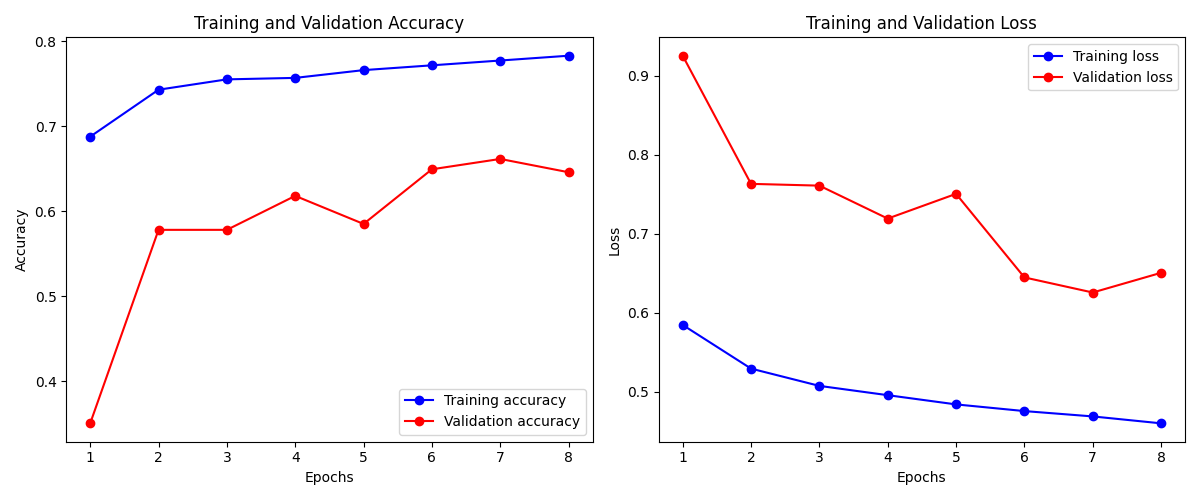 Training and Validation Accuracy
Accuracy
0.8
0.7
0.6
0.5
0.4
Training accuracy
Validation accuracy
1 2 3 4 5 6 7 8
Epochs
Training and Validation Loss
Training loss
Validation loss
Loss
0.9
0.8
0.7
0.6
0.5
1 2 3 4 5 6 7 8
Epochs